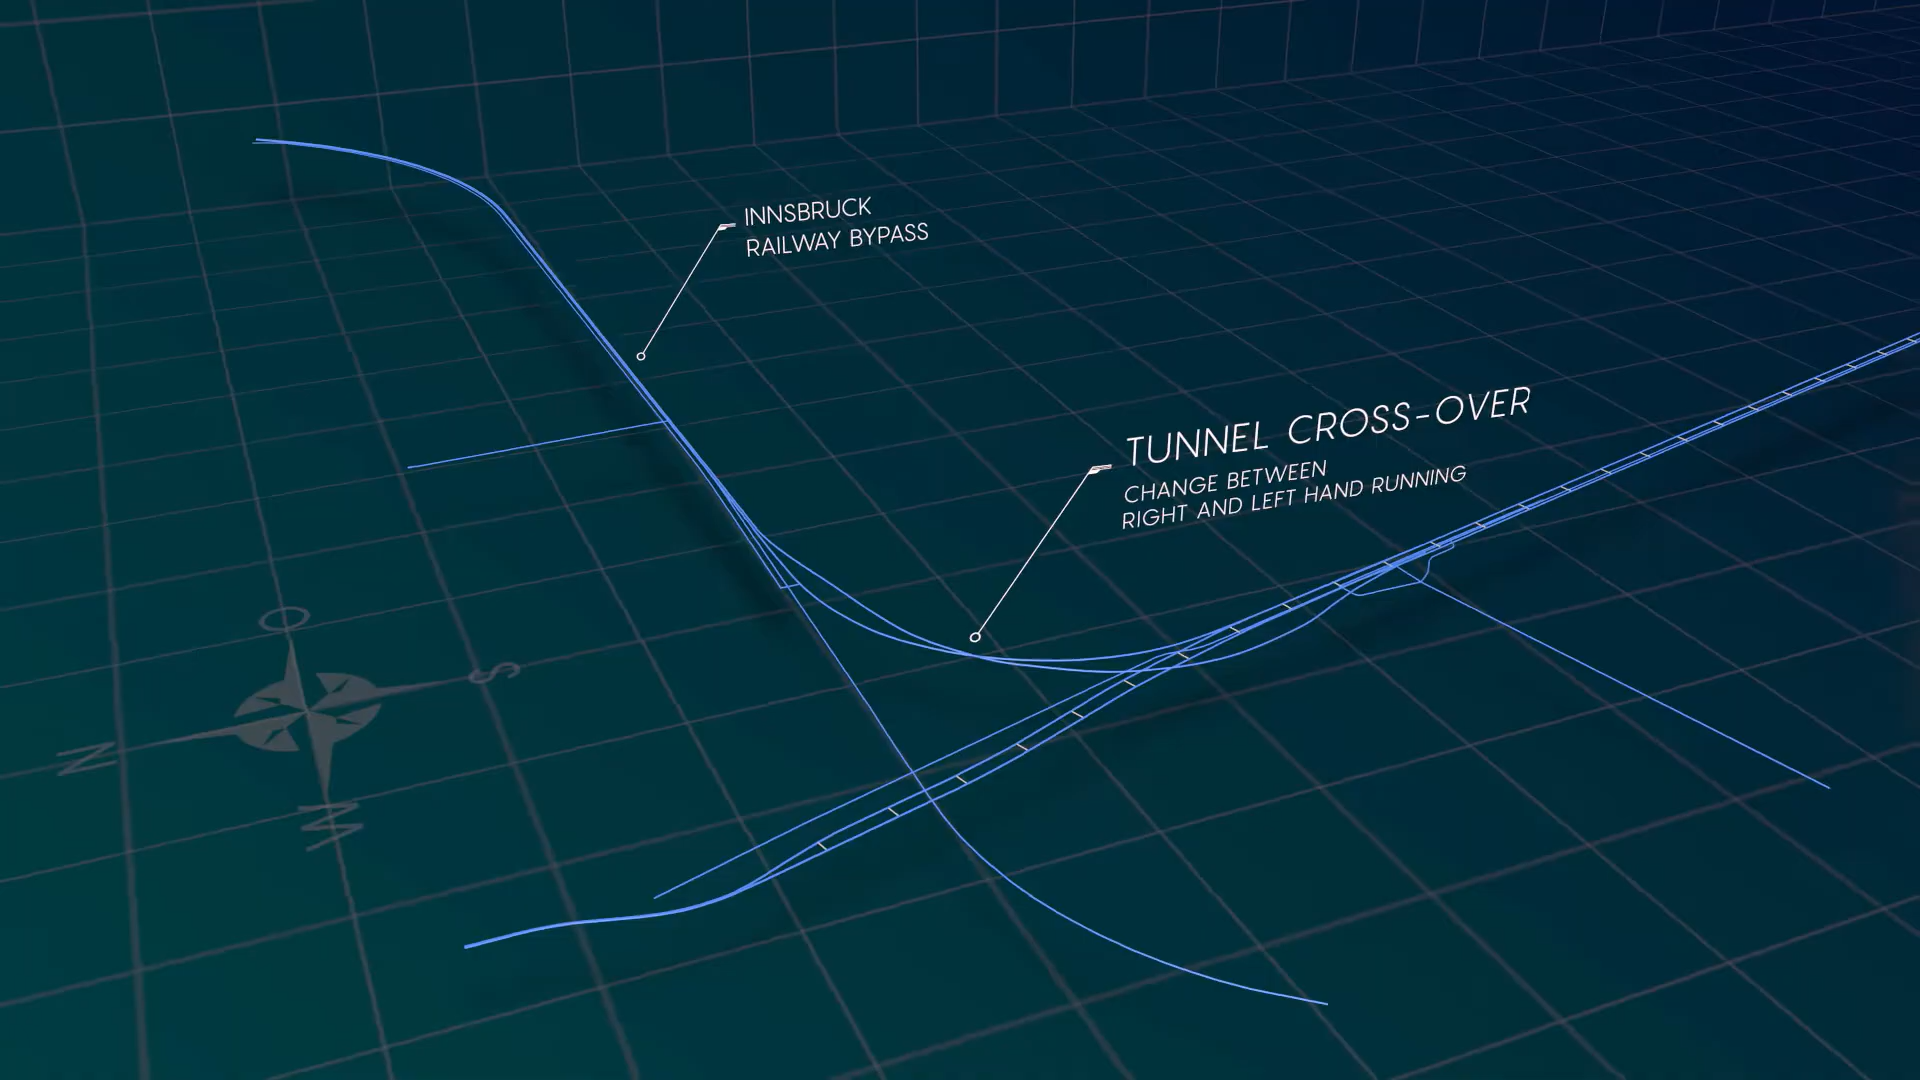 INNSBRUCK
RAILWAY BYPASS
TUNNEL CROSS-OVER
CHANGE BETWEEN
RIGHT AND LEFT HAND RUNNING
O
S
N
W